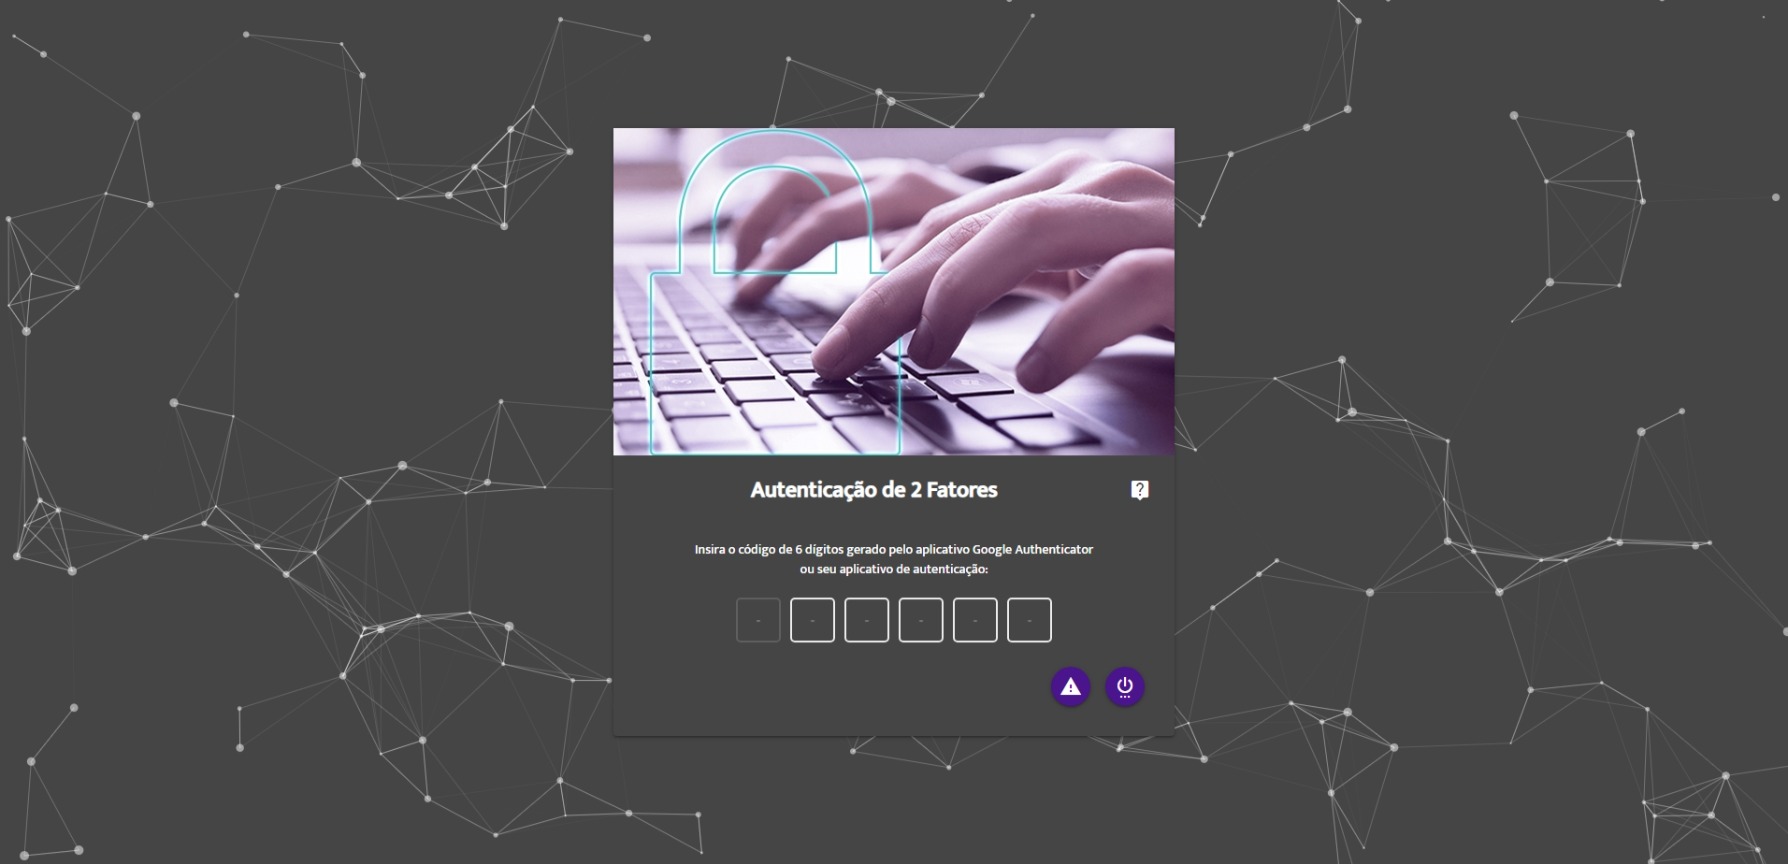 Autenticação de 2 Fatores
Insira o código de 6 dígitos gerado pelo aplicativo Google Authenticator
ou seu aplicativo de autenticação:
- - - - - -